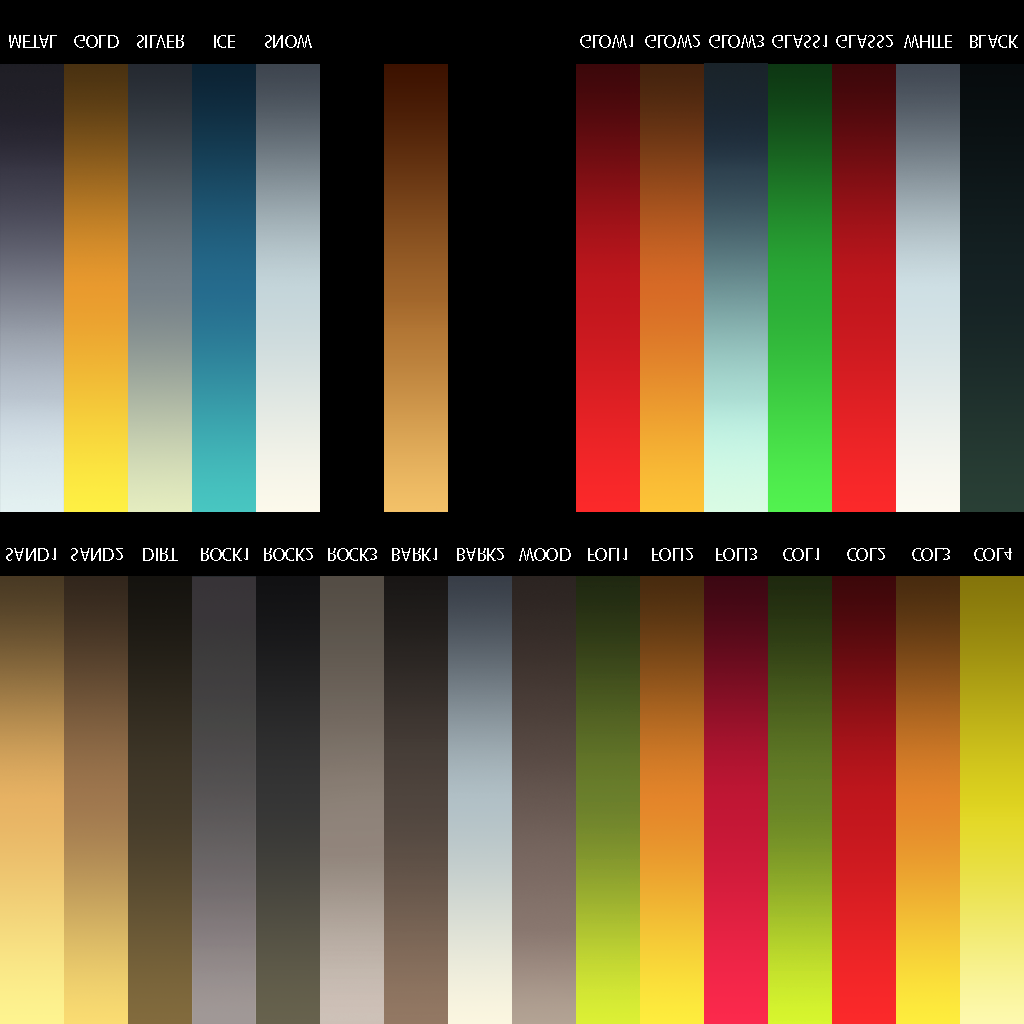 METAL GOLD SILVER ICE SNOW GLOW1 GLOW2 GLOW3 GLASS1 GLASS2 WHITE BLACK
SAND1 SAND2 DIRT ROCK1 ROCK2 ROCK3 BARK1 BARK2 WOOD FOLI1 FOLI2 FOLI3 COL1 COL2 COL3 COL4